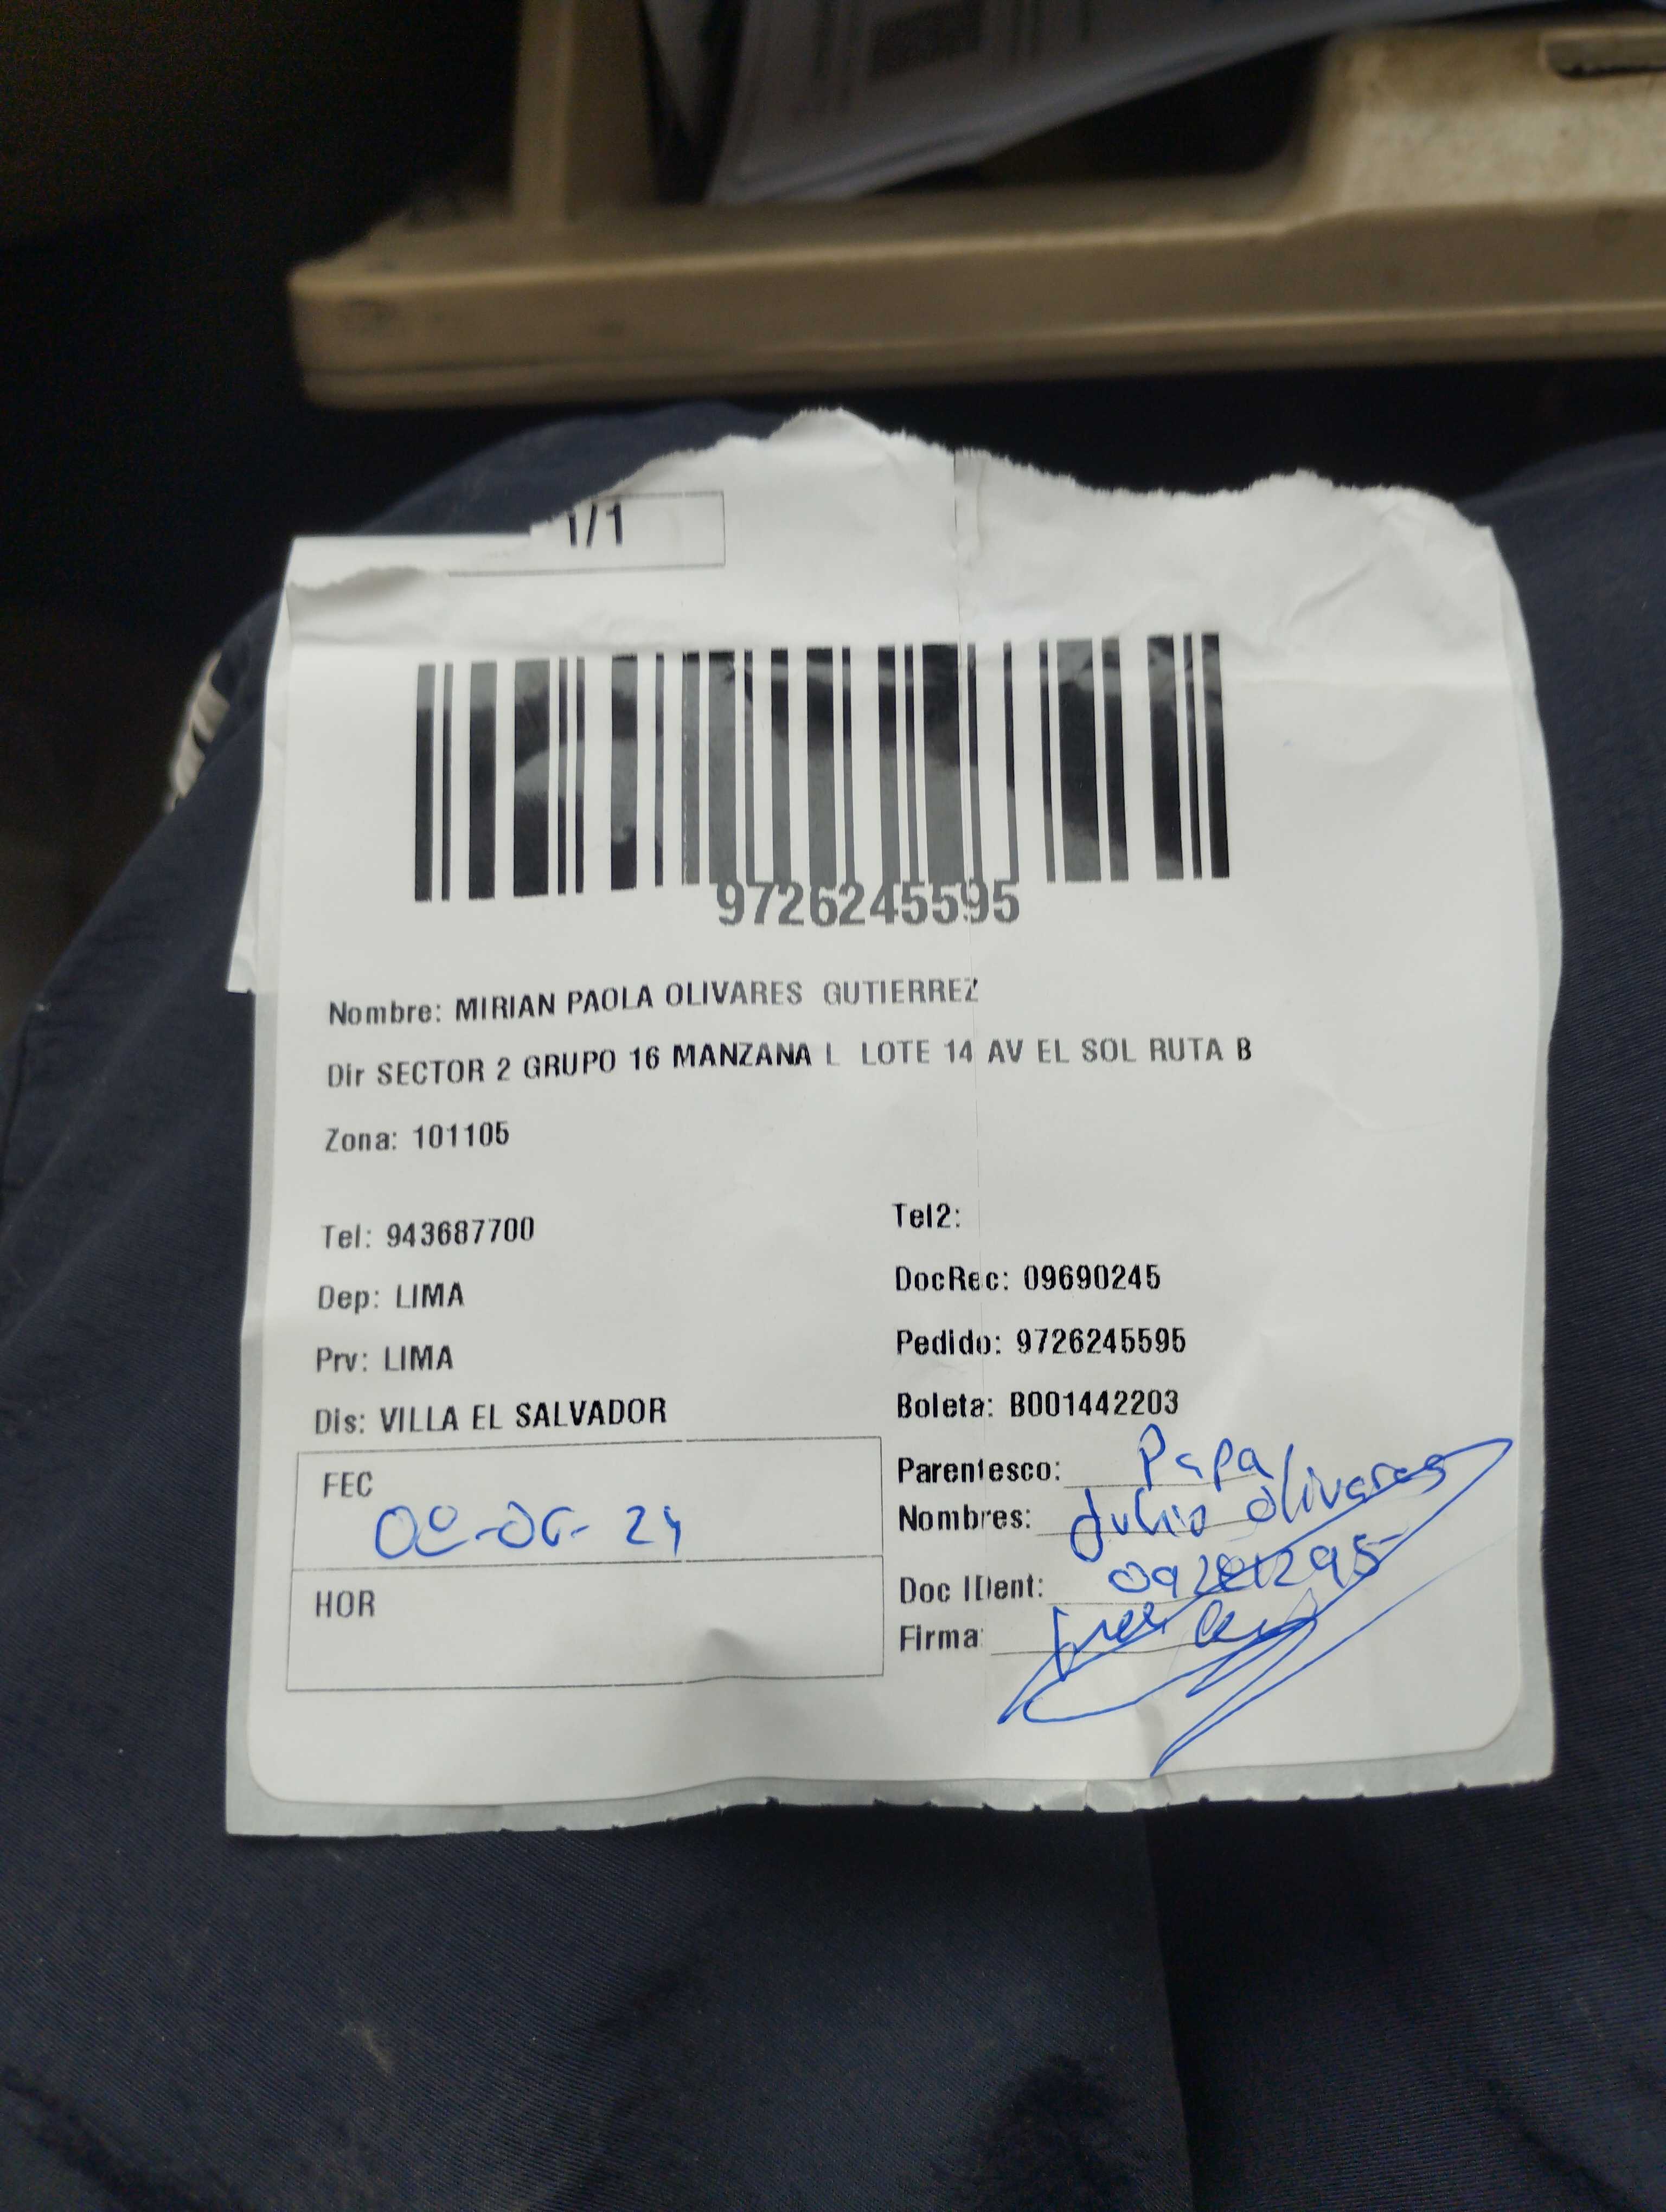 1/1
9726245595
Nombre: MIRIAN PAOLA OLIVARES GUTIERREZ
Dir SECTOR 2 GRUPO 16 MANZANA L LOTE 14 AV EL SOL RUTA B
Zona: 101105
Tel: 943687700
Tel2:
Dep: LIMA
DocRec: 09690245
Prv: LIMA
Pedido: 9726245595
Dis: VILLA EL SALVADOR
Boleta: B001442203
FEC
Parentesco: Papa
Nombres: Julio Olivares
HOR
Doc IDent:
Firma: